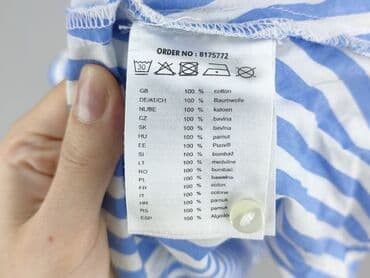 ORDER NO : 8175772
30
GB 100 % cotton
DE/AT/CH 100 % Baumwolle
NL/BE 100 % katoen
CZ 100 % bavlna
SK 100 % bavlna
HU 100 % pamut
EE 100 % Puuvill
SI 100 % bombaž
LT 100 % medvilnė
RO 100 % bumbac
PL 100 % bawełna
FR 100 % coton
IT 100 % cotone
HR 100 % pamuk
RS 100 % pamuk
ESP 100 % Algodón